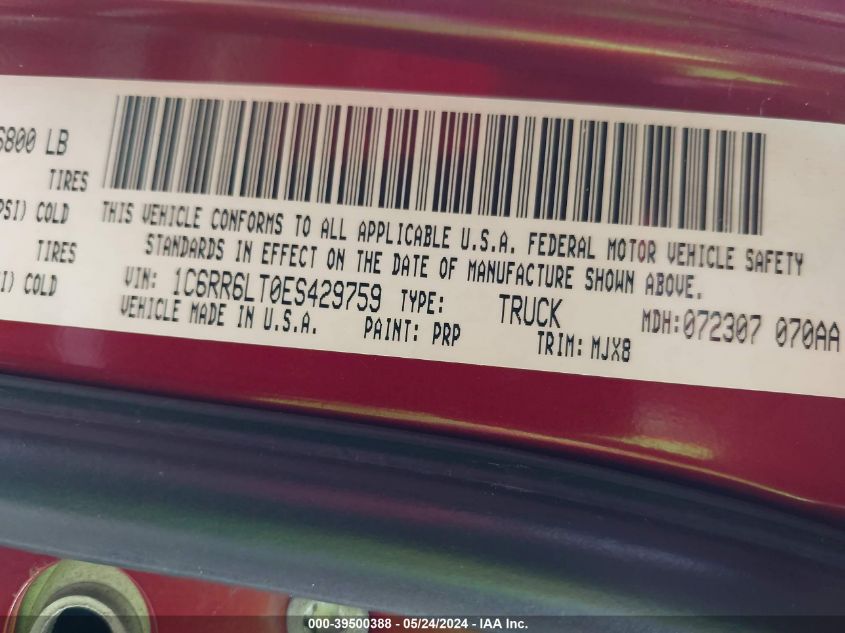 6800 LB
TIRES
PSI) COLD
TIRES
I) COLD
THIS VEHICLE CONFORMS TO ALL APPLICABLE U.S.A. FEDERAL MOTOR VEHICLE SAFETY
STANDARDS IN EFFECT ON THE DATE OF MANUFACTURE SHOWN ABOVE.
VIN: 1C6RR6LT0ES429759 TYPE: TRUCK MDH:072307 070AA
VEHICLE MADE IN U.S.A. PAINT: PRP TRIM: MJX8
000-39500388 - 05/24/2024 - IAA Inc.